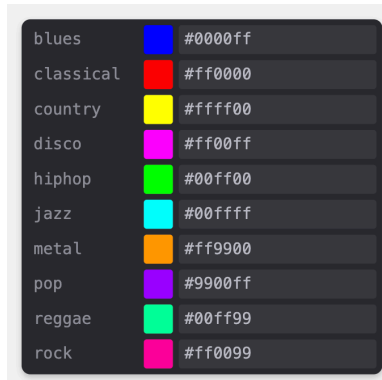 blues #0000ff
classical #ff0000
country #ffff00
disco #ff00ff
hiphop #00ff00
jazz #00ffff
metal #ff9900
pop #9900ff
reggae #00ff99
rock #ff0099